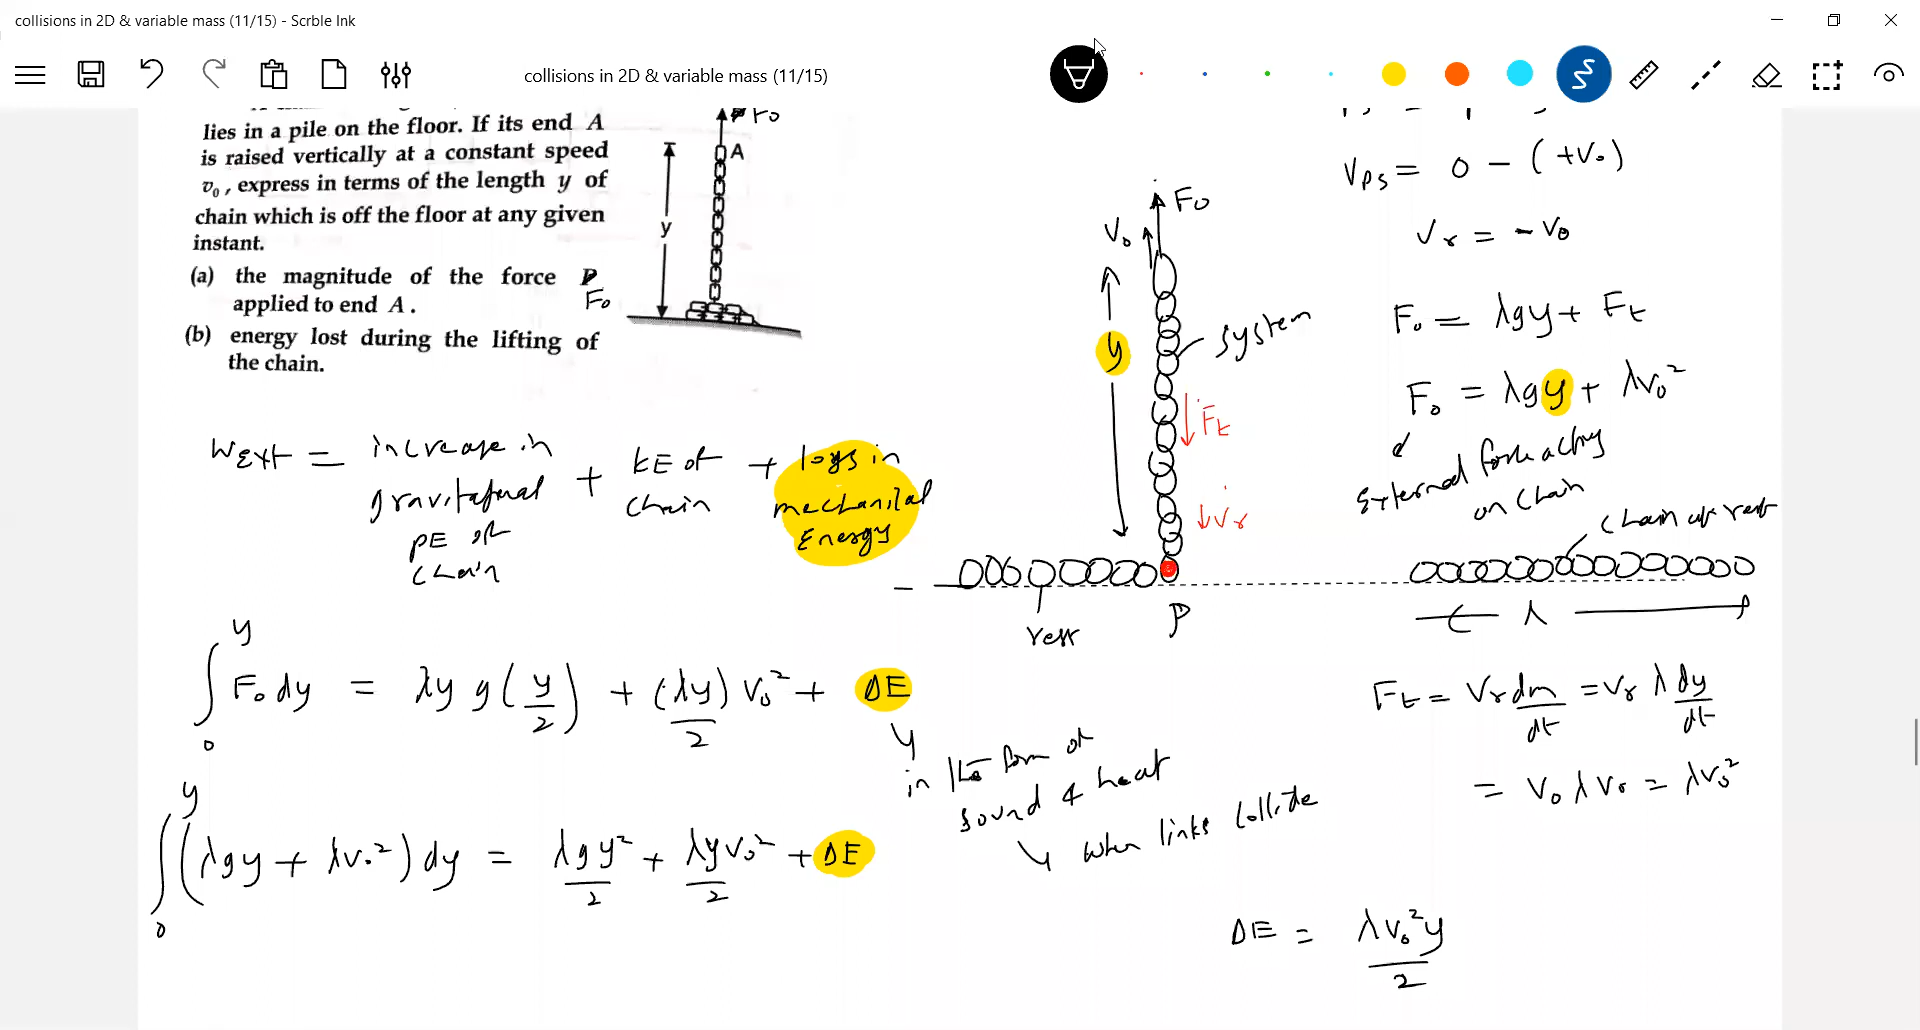 collisions in 2D & variable mass (11/15) - Scrble Ink
collisions in 2D & variable mass (11/15)
lies in a pile on the floor. If its end A
is raised vertically at a constant speed
v₀, express in terms of the length y of
chain which is off the floor at any given
instant.
(a) the magnitude of the force P
F₀
applied to end A.
(b) energy lost during the lifting of
the chain.
F₀
A
y
Wext = increase in gravitational PE of chain + KE of chain + loss in mechanical Energy
∫₀^y F₀ dy = λy g (y/2) + (λy)/2 V₀² + ΔE
in the form of
sound & heat
when links collide
∫₀^y (λgy + λv₀²) dy = λgy²/2 + λyv₀²/2 + ΔE
F₀
V₀
y
system
Ft
Vr
rest
P
V_PS = 0 - (+V₀)
Vr = - V₀
F₀ = λgy + Ft
F₀ = λgy + λv₀²
External force acting
on chain
chain at rest
λ
Ft = Vr dm/dt = Vr λ dy/dt
= V₀ λ V₀ = λv₀²
ΔE = λv₀²y/2